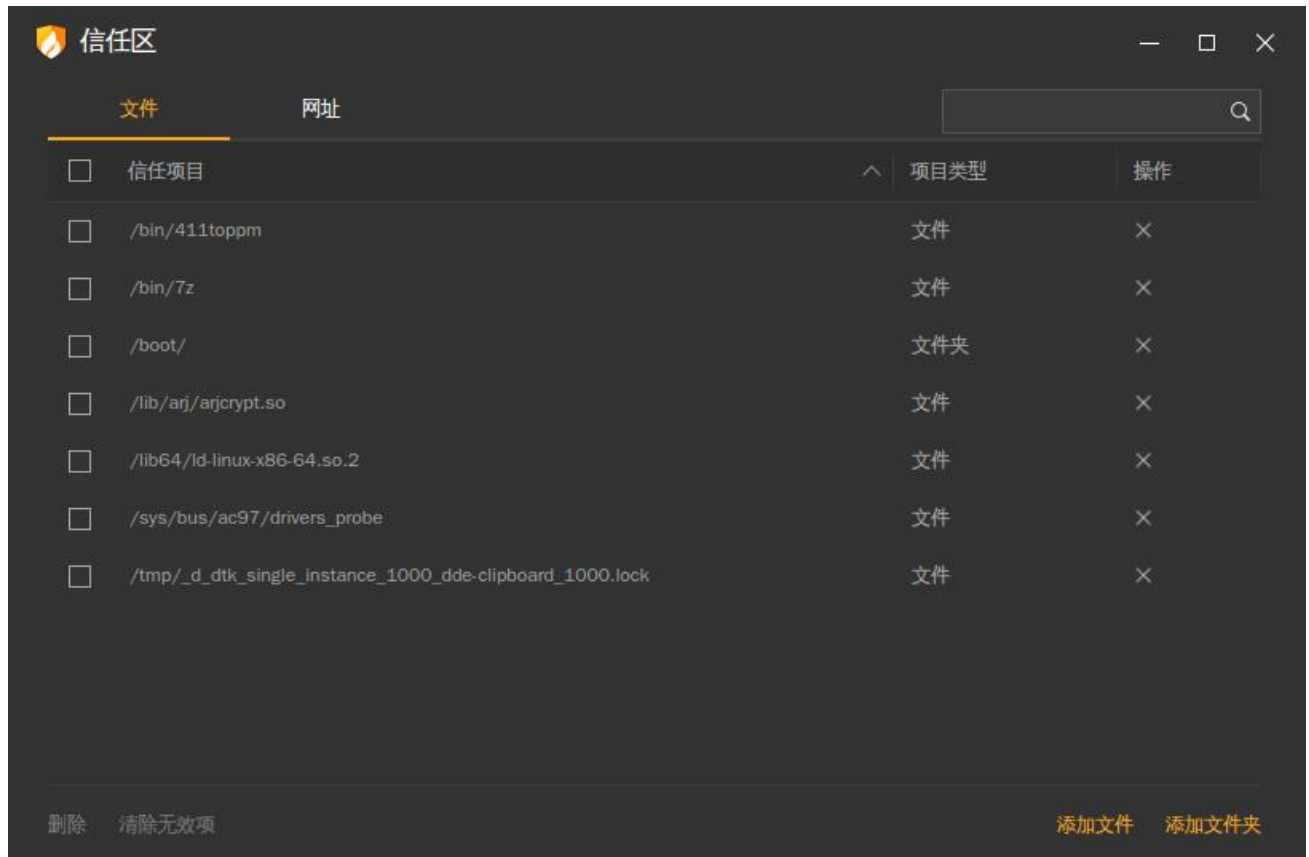 信任区
文件 网址
信任项目 项目类型 操作
/bin/411toppm 文件
/bin/7z 文件
/boot/ 文件夹
/lib/arj/arjcrypt.so 文件
/lib64/ld-linux-x86-64.so.2 文件
/sys/bus/ac97/drivers_probe 文件
/tmp/_d_dtk_single_instance_1000_dde-clipboard_1000.lock 文件
删除 清除无效项 添加文件 添加文件夹